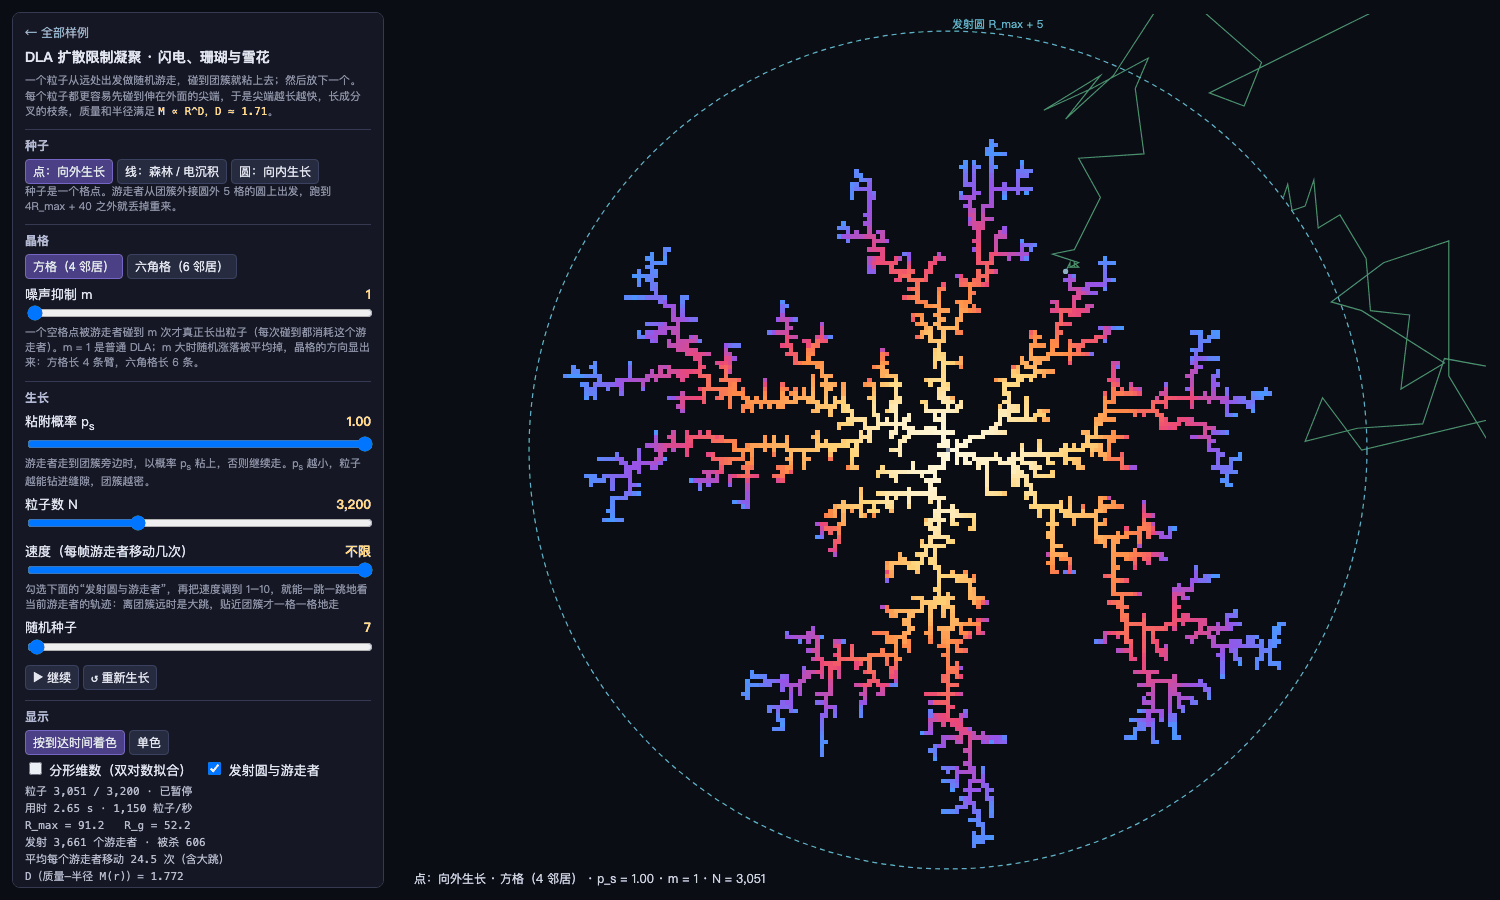 ← 全部样例
DLA 扩散限制凝聚 · 闪电、珊瑚与雪花
一个粒子从远处出发做随机游走，碰到团簇就粘上去；然后放下一个。
每个粒子都更容易先碰到伸在外面的尖端，于是尖端越长越快，长成分
叉的枝条，质量和半径满足 M ∝ R^D, D ≈ 1.71。
种子
点：向外生长
线：森林 / 电沉积
圆：向内生长
种子是一个格点。游走者从团簇外接圆外 5 格的圆上出发，跑到
4R_max + 40 之外就丢掉重来。
晶格
方格（4 邻居）
六角格（6 邻居）
噪声抑制 m 1
一个空格点被游走者碰到 m 次才真正长出粒子（每次碰到都消耗这个游
走者）。m = 1 是普通 DLA；m 大时随机涨落被平均掉，晶格的方向显出
来：方格长 4 条臂，六角格长 6 条。
生长
粘附概率 p_s 1.00
游走者走到团簇旁边时，以概率 p_s 粘上，否则继续走。p_s 越小，粒子
越能钻进缝隙，团簇越密。
粒子数 N 3,200
速度（每帧游走者移动几次） 不限
勾选下面的“发射圆与游走者”，再把速度调到 1–10，就能一跳一跳地看
当前游走者的轨迹：离团簇远时是大跳，贴近团簇才一格一格地走
随机种子 7
▶ 继续
↺ 重新生长
显示
按到达时间着色
单色
分形维数（双对数拟合）
发射圆与游走者
粒子 3,051 / 3,200 · 已暂停
用时 2.65 s · 1,150 粒子/秒
R_max = 91.2 R_g = 52.2
发射 3,661 个游走者 · 被杀 606
平均每个游走者移动 24.5 次（含大跳）
D (质量–半径 M(r)) = 1.772
发射圆 R_max + 5
点：向外生长 · 方格（4 邻居） · p_s = 1.00 · m = 1 · N = 3,051